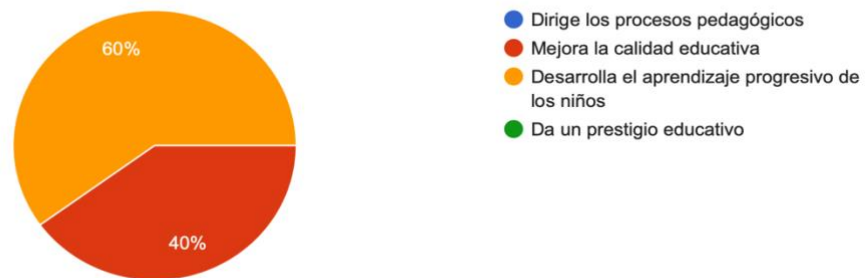 60%
40%
Dirige los procesos pedagógicos
Mejora la calidad educativa
Desarrolla el aprendizaje progresivo de
los niños
Da un prestigio educativo